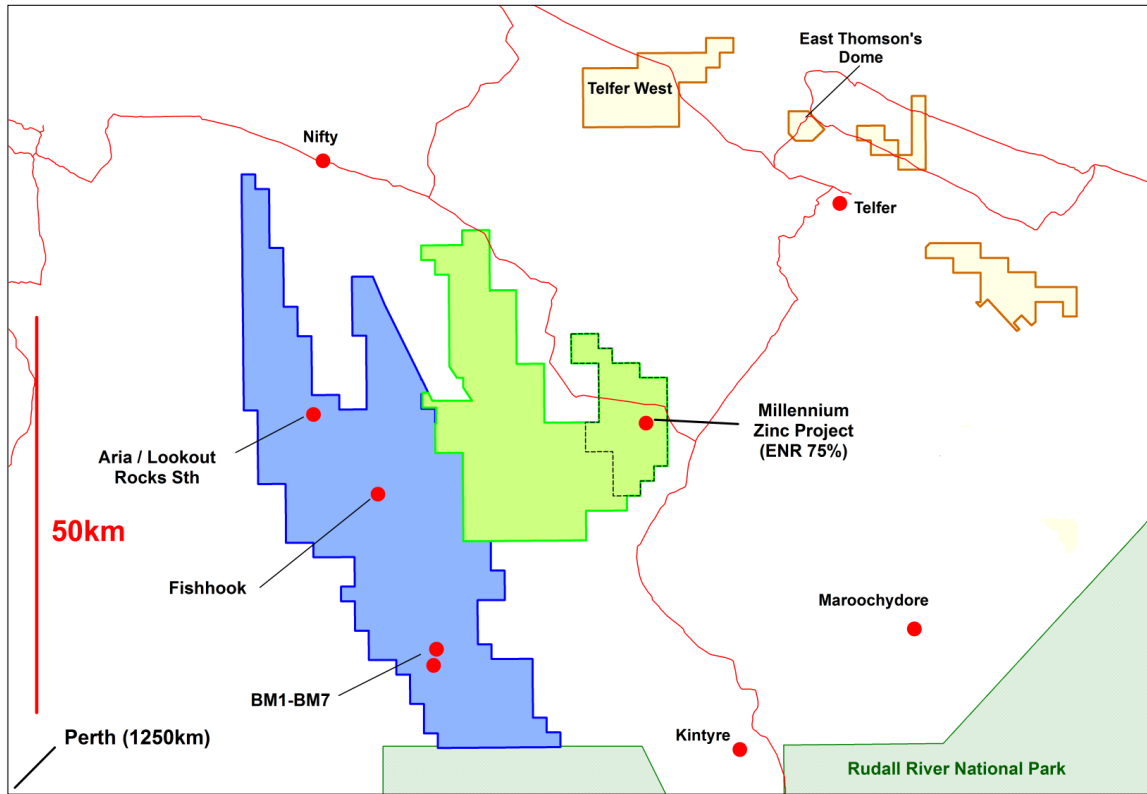 East Thomson's
Dome
Telfer West
Nifty
Telfer
Millennium
Zinc Project
(ENR 75%)
Aria / Lookout
Rocks Sth
50km
Fishhook
Maroochydore
BM1-BM7
Perth (1250km)
Kintyre
Rudall River National Park